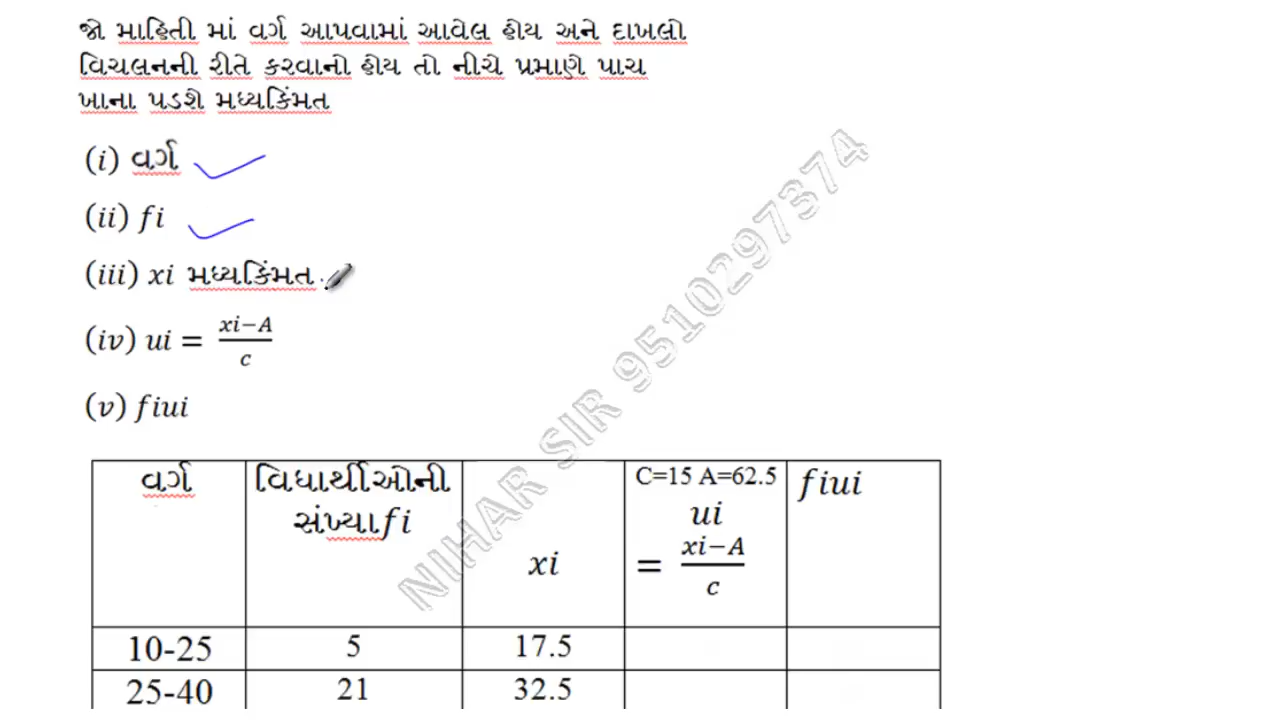 જો માહિતી માં વર્ગ આપવામાં આવેલ હોય અને દાખલો
વિચલનની રીતે કરવાનો હોય તો નીચે પ્રમાણે પાચ
ખાના પડશે મધ્યકિંમત
(i) વર્ગ
(ii) fi
(iii) xi મધ્યકિંમત
(iv) ui = xi−A / c
(v) fiui
NIHAR SIR 9510297374
વર્ગ વિધાર્થીઓની સંખ્યા fi xi C=15 A=62.5 ui = xi−A / c fiui
10-25 5 17.5
25-40 21 32.5